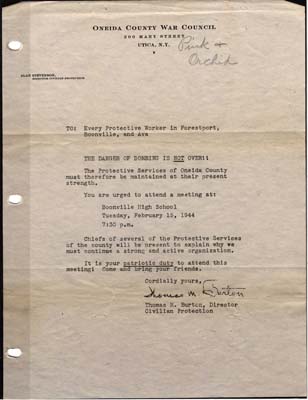 ONEIDA COUNTY WAR COUNCIL
200 MARY STREET
UTICA, N.Y.
Pink &
Orchid
ALAN STEVENSON,
DIRECTOR CIVILIAN PROTECTION
TO: Every Protective Worker in Forestport,
Boonville, and Ava
THE DANGER OF BOMBING IS NOT OVER!:
The Protective Services of Oneida County
must therefore be maintained at their present
strength.
You are urged to attend a meeting at:
Boonville High School
Tuesday, February 15, 1944
7:30 p.m.
Chiefs of several of the Protective Services
of the county will be present to explain why we
must continue a strong and active organization.
It is your patriotic duty to attend this
meeting! Come and bring your friends.
Cordially yours,
Thomas M. Burton
Thomas M. Burton, Director
Civilian Protection